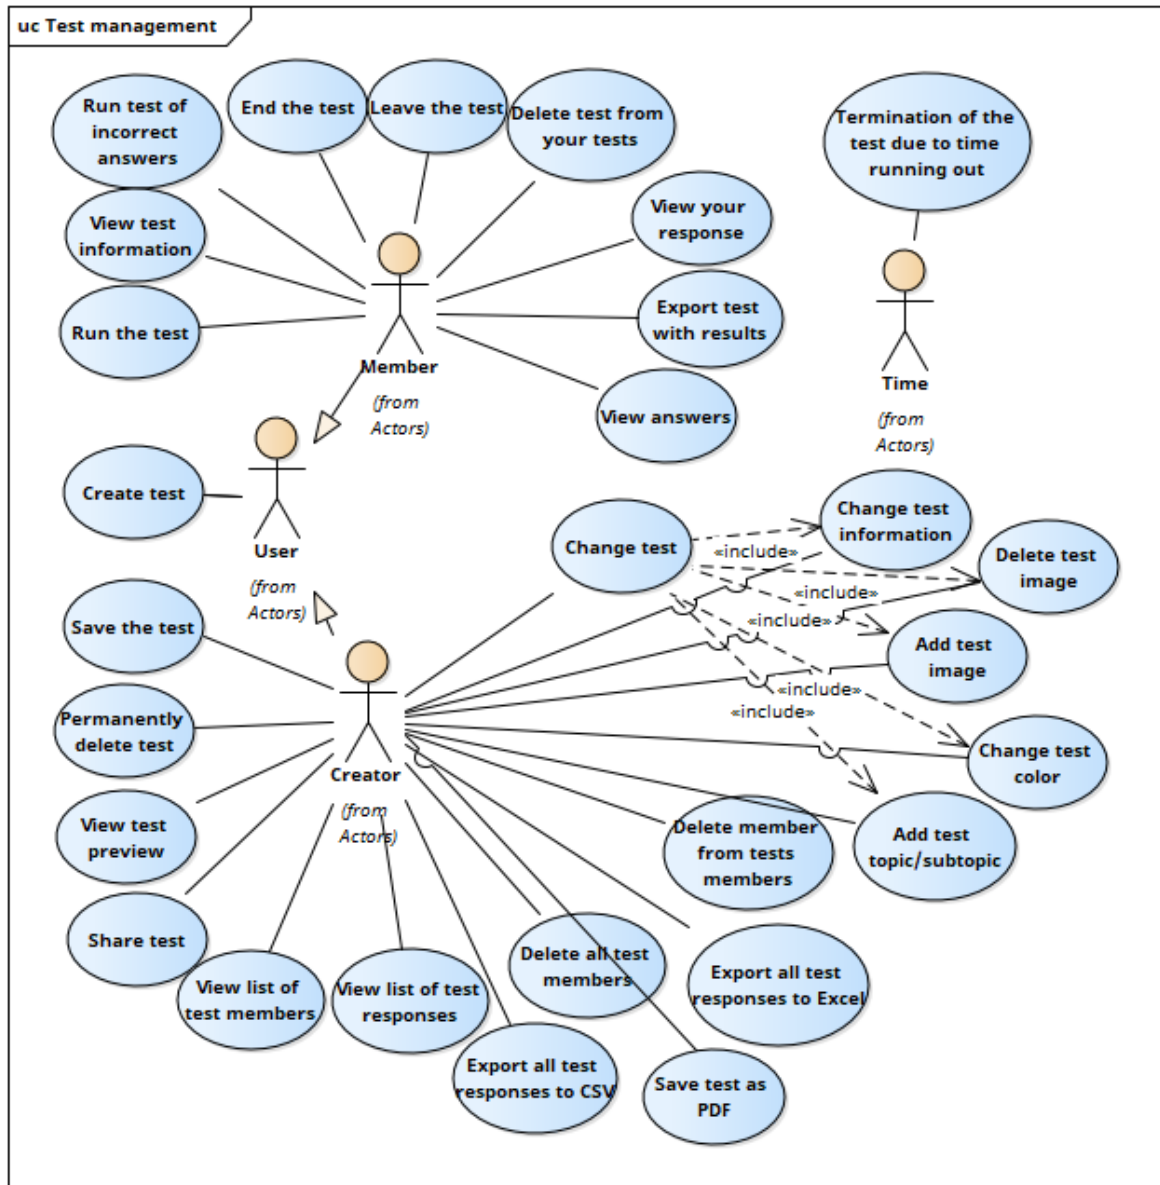 uc Test management
Run test of
incorrect
answers
End the test
Leave the test
Delete test from
your tests
Termination of the
test due to time
running out
View test
information
View your
response
Run the test
Export test
with results
Member
(from
Actors)
View answers
Time
(from
Actors)
Create test
User
(from
Actors)
Change test
Change test
information
«include»
Delete test
image
«include»
«include»
Add test
image
«include»
«include»
Change test
color
Add test
topic/subtopic
Save the test
Permanently
delete test
Creator
(from
Actors)
View test
preview
Delete member
from tests
members
Share test
View list of
test members
View list of test
responses
Delete all test
members
Export all test
responses to Excel
Export all test
responses to CSV
Save test as
PDF